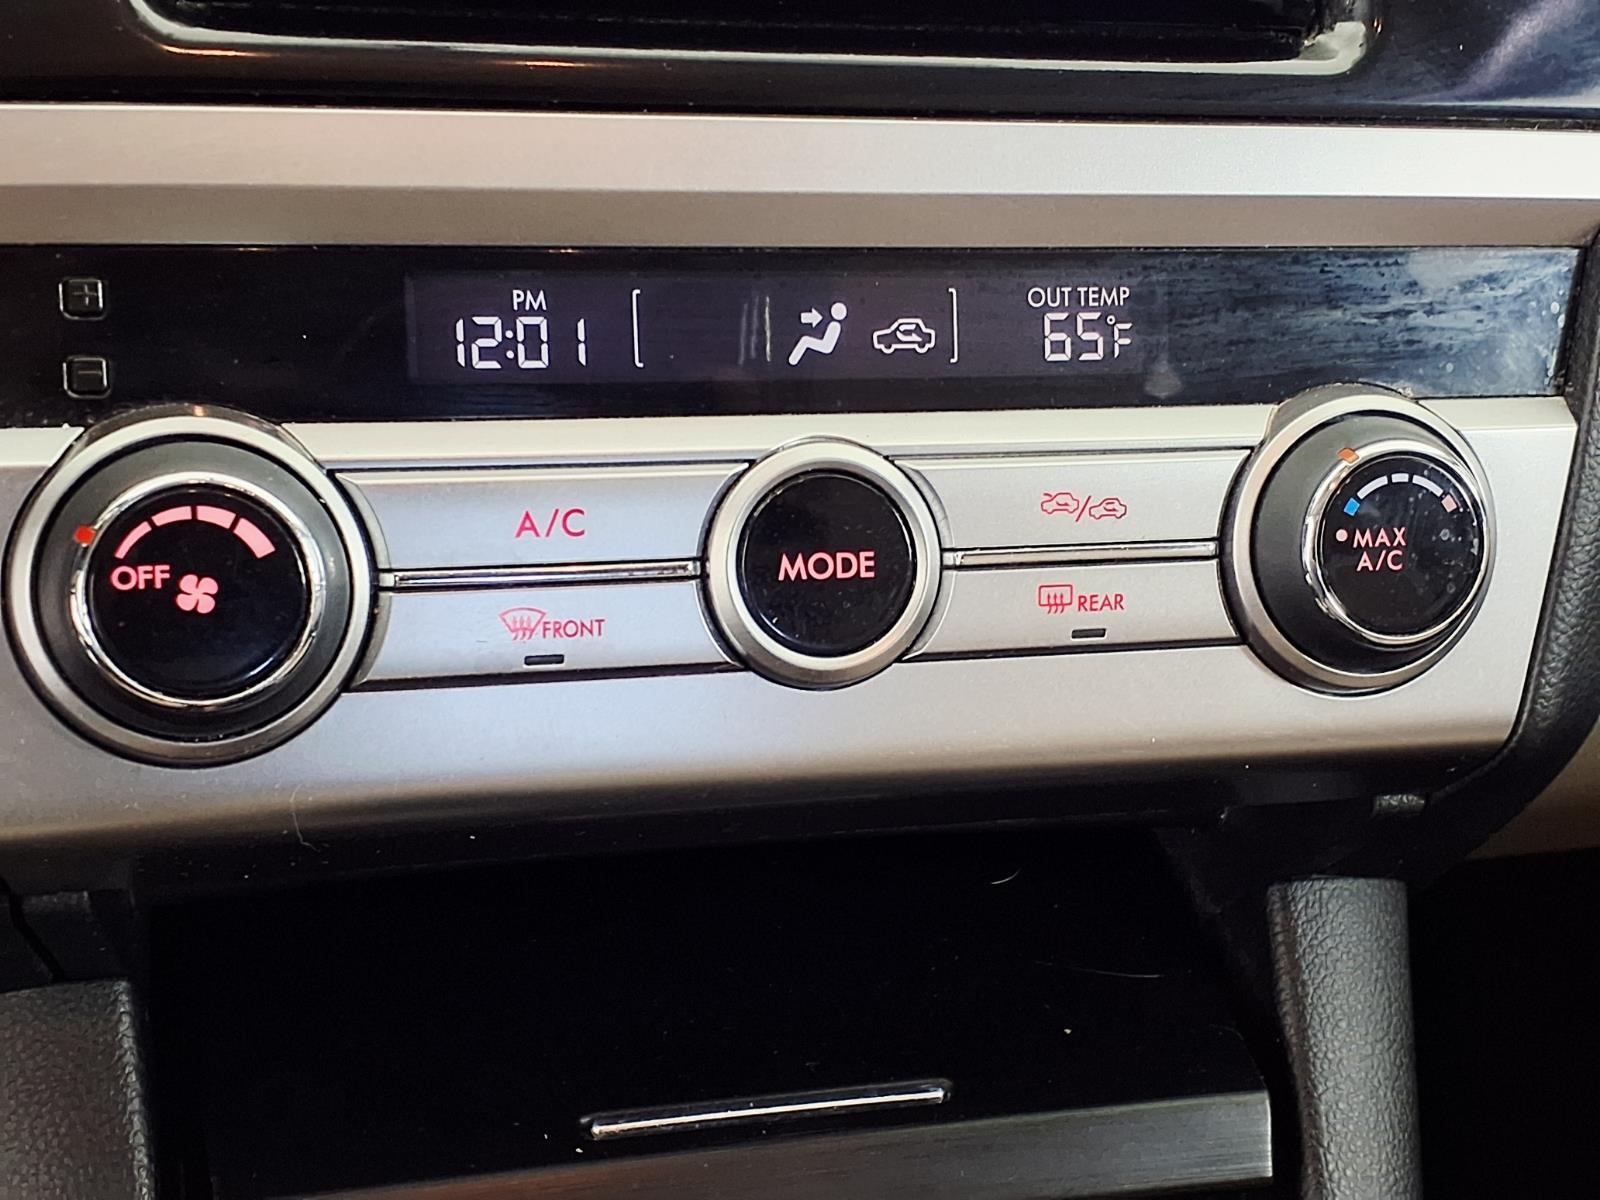 PM
12:01
OUT TEMP
65°F
A/C
OFF
FRONT
MODE
REAR
MAX
A/C